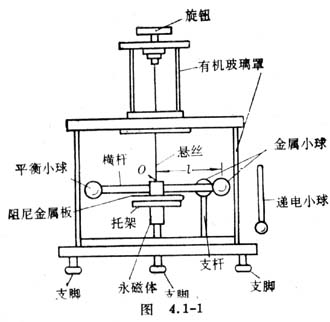 旋钮
有机玻璃罩
悬丝
金属小球
横杆
平衡小球
O
l
阻尼金属板
托架
递电小球
支杆
支脚
永磁体
支脚
支脚
图 4.1-1